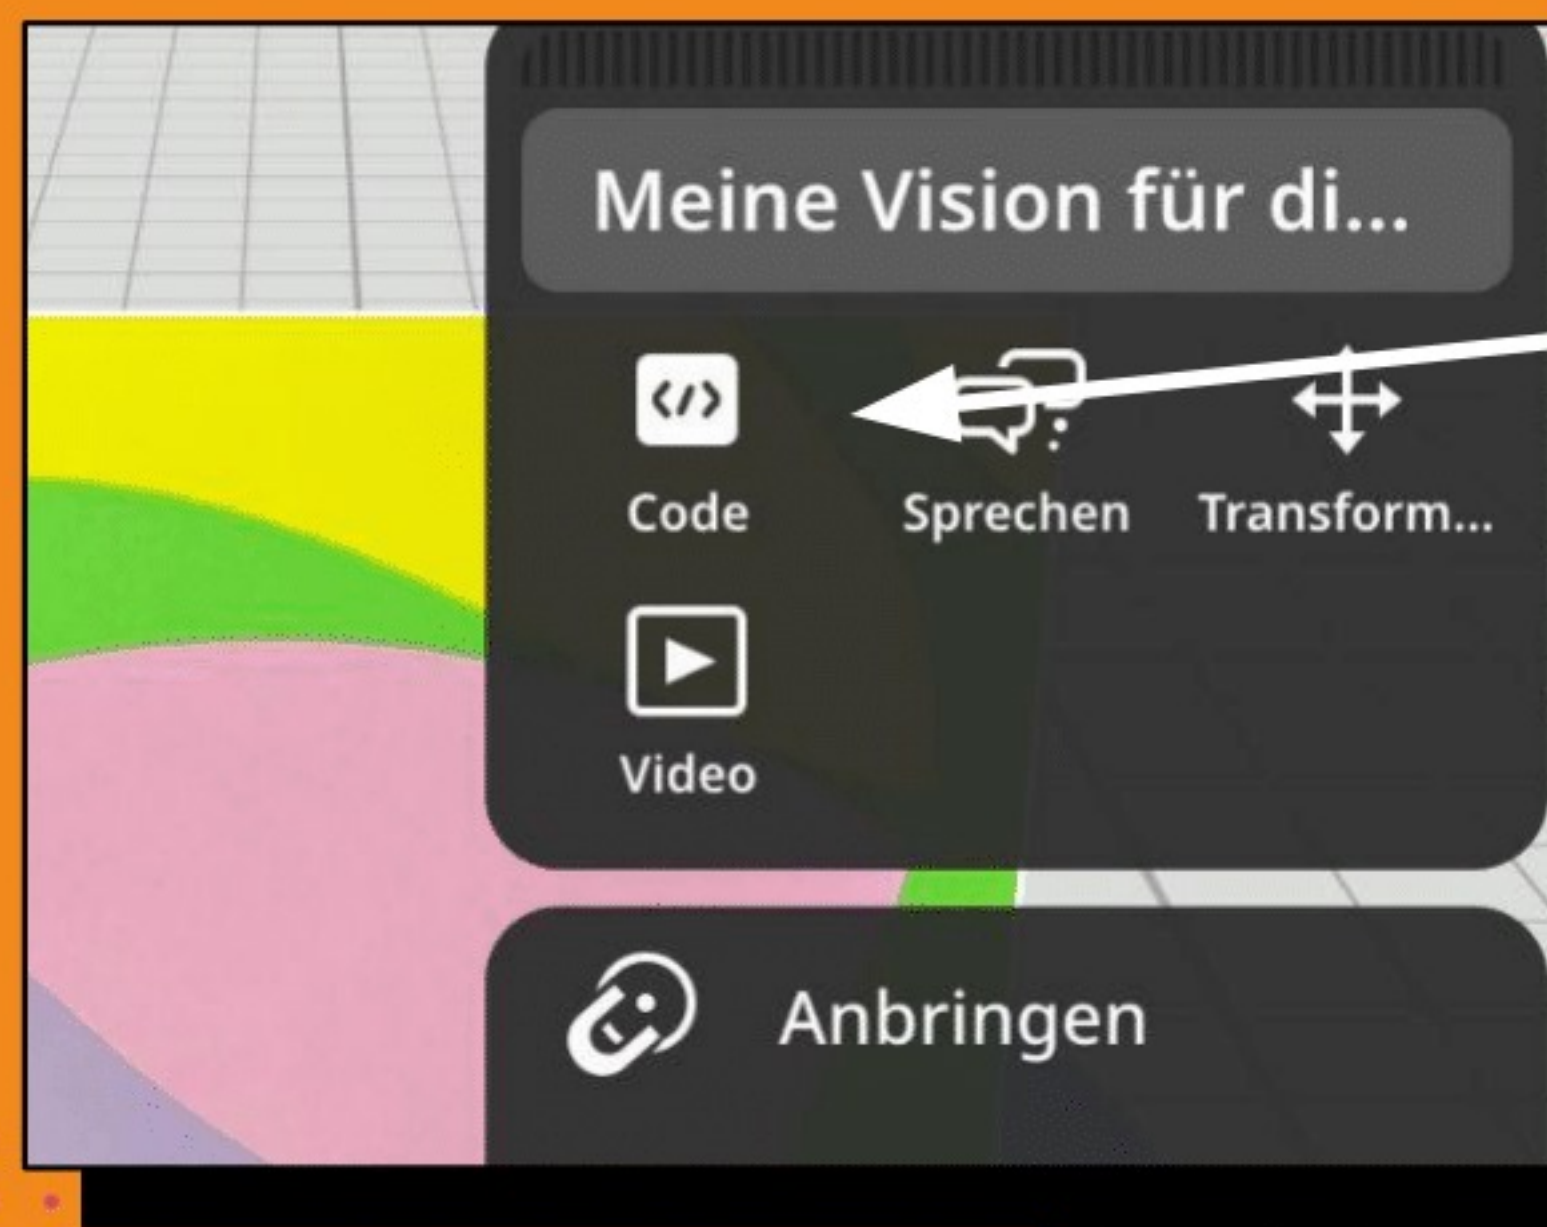 Meine Vision für di...
Code
Sprechen
Transform...
Video
Anbringen